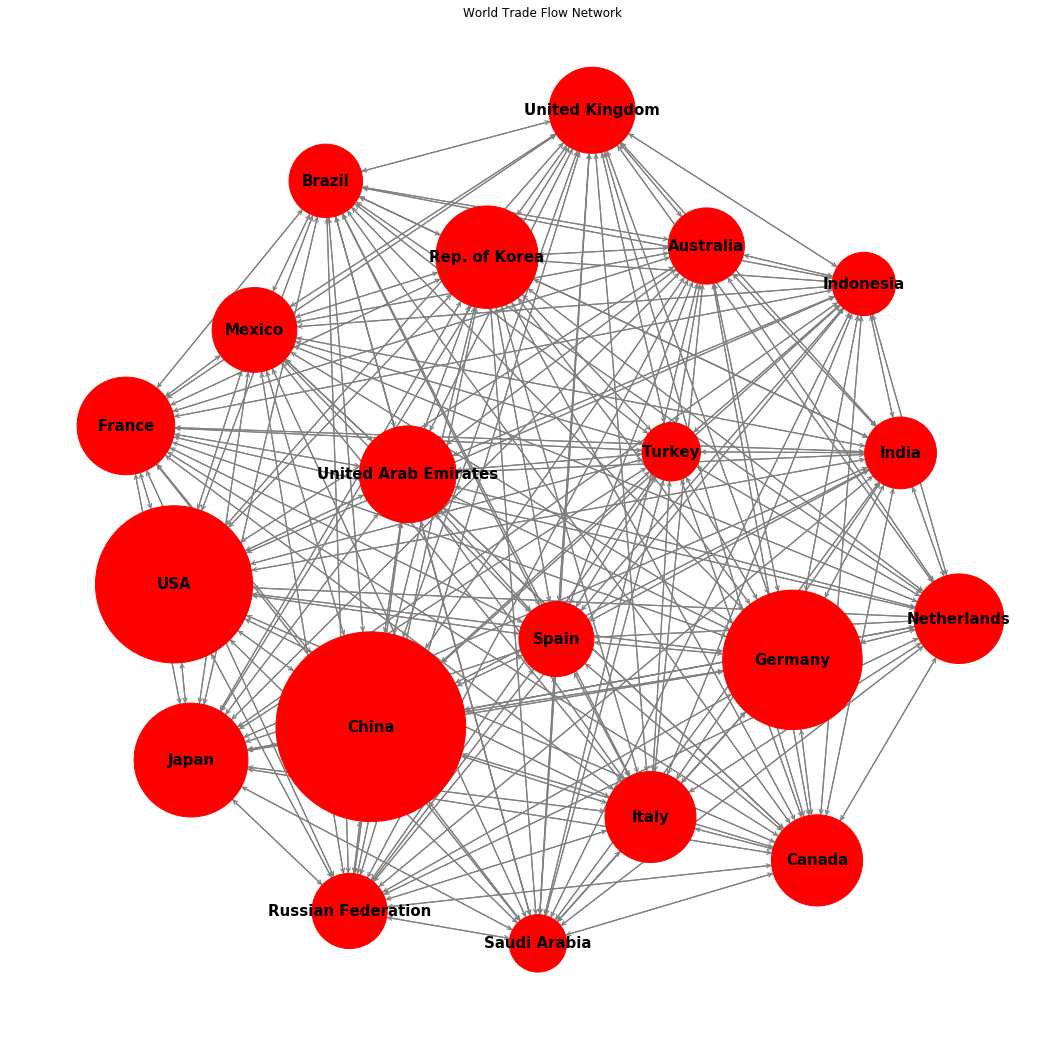 World Trade Flow Network
United Kingdom
Brazil
Australia
Rep. of Korea
Indonesia
Mexico
France
Turkey
India
United Arab Emirates
USA
Netherlands
Spain
Germany
China
Japan
Italy
Canada
Russian Federation
Saudi Arabia